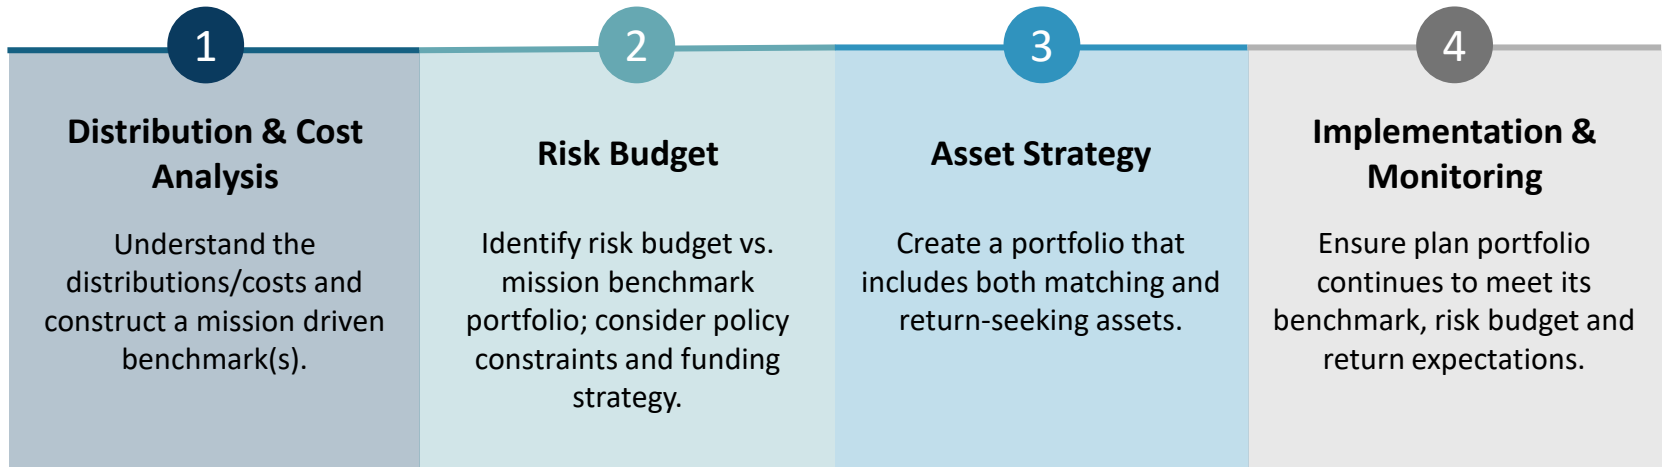 1
Distribution & Cost
Analysis
Understand the
distributions/costs and
construct a mission driven
benchmark(s).
2
Risk Budget
Identify risk budget vs.
mission benchmark
portfolio; consider policy
constraints and funding
strategy.
3
Asset Strategy
Create a portfolio that
includes both matching and
return-seeking assets.
4
Implementation &
Monitoring
Ensure plan portfolio
continues to meet its
benchmark, risk budget and
return expectations.